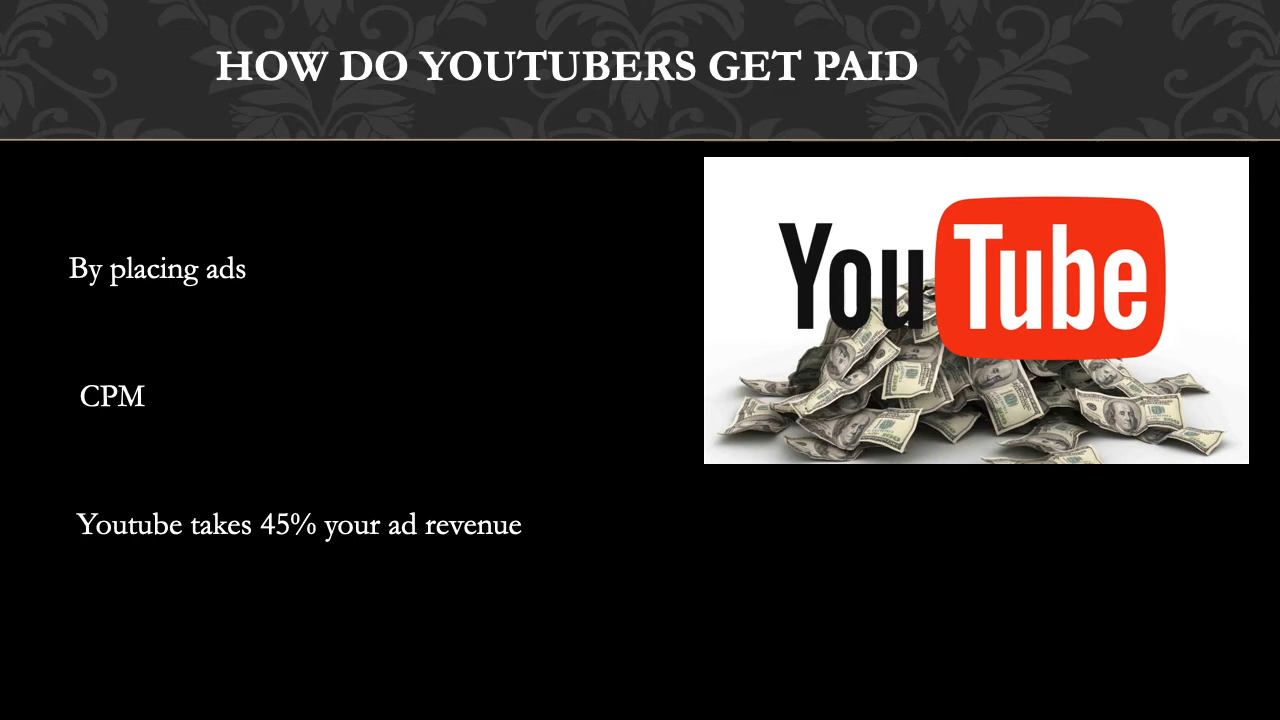 HOW DO YOUTUBERS GET PAID
By placing ads
CPM
Youtube takes 45% your ad revenue
YouTube